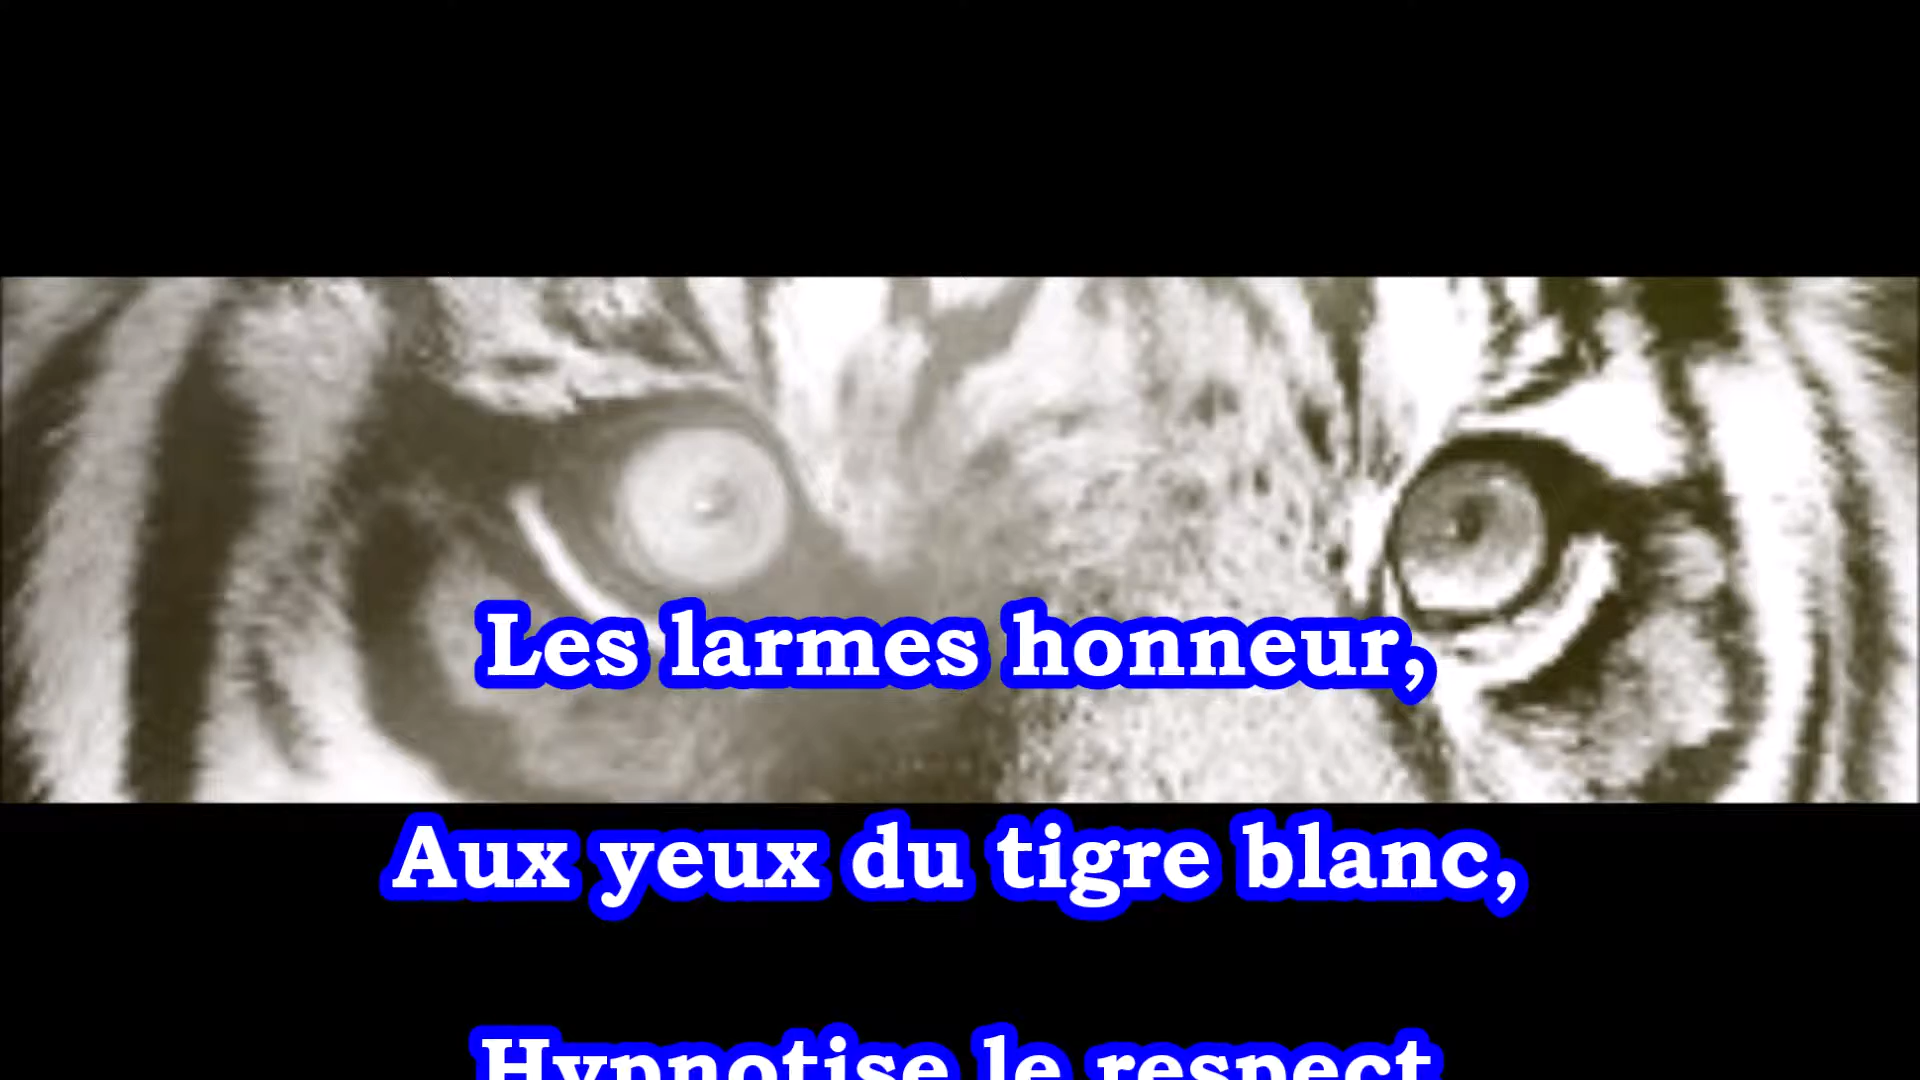 Les larmes honneur,
Aux yeux du tigre blanc,
Hypnotise le respect